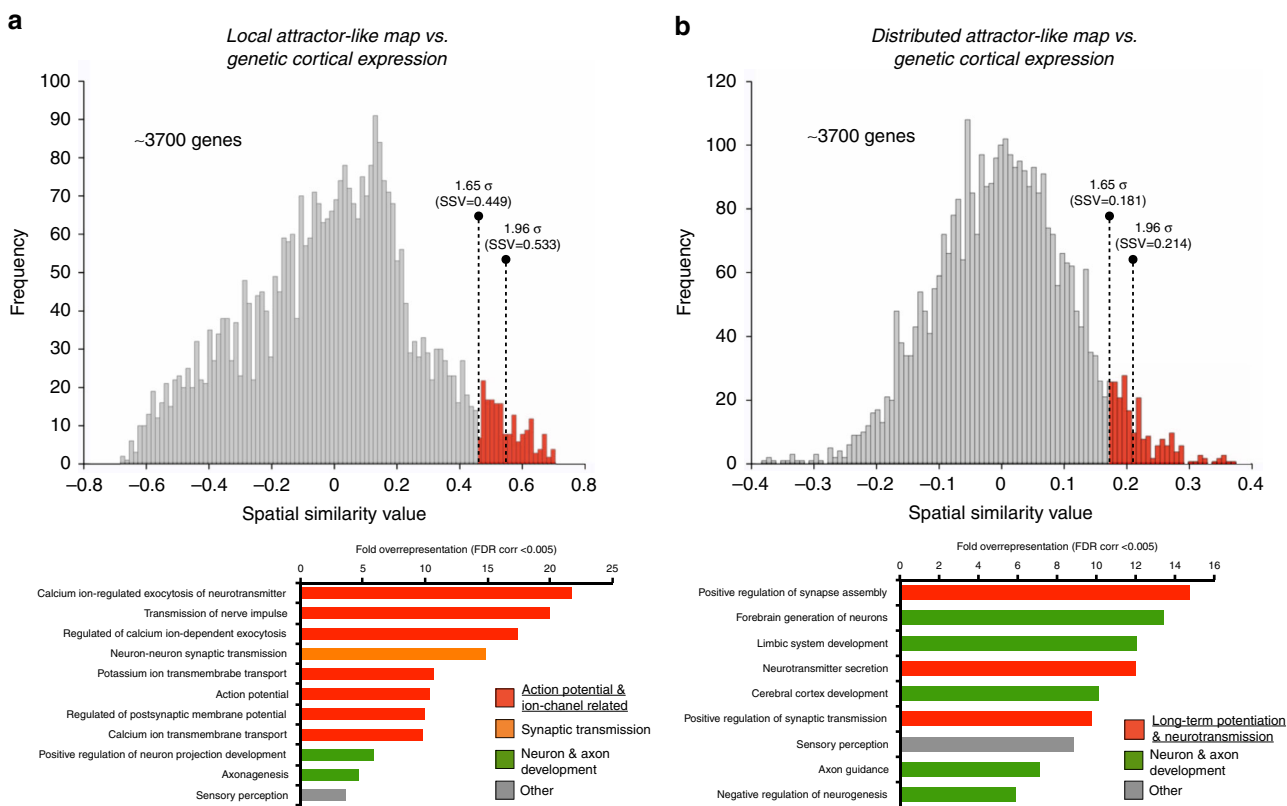 a
Local attractor-like map vs.
genetic cortical expression
100
90
80
70
60
50
40
30
20
10
0
Frequency
~3700 genes
1.65 σ
(SSV=0.449)
1.96 σ
(SSV=0.533)
–0.8 –0.6 –0.4 –0.2 0 0.2 0.4 0.6 0.8
Spatial similarity value
Fold overrepresentation (FDR corr <0.005)
0 5 10 15 20 25
Calcium ion-regulated exocytosis of neurotransmitter
Transmission of nerve impulse
Regulated of calcium ion-dependent exocytosis
Neuron-neuron synaptic transmission
Potassium ion transmembrabe transport
Action potential
Regulated of postsynaptic membrane potential
Calcium ion transmembrane transport
Positive regulation of neuron projection development
Axonagenesis
Sensory perception
Action potential &
ion-chanel related
Synaptic transmission
Neuron & axon
development
Other
b
Distributed attractor-like map vs.
genetic cortical expression
120
100
80
60
40
20
0
Frequency
~3700 genes
1.65 σ
(SSV=0.181)
1.96 σ
(SSV=0.214)
–0.4 –0.3 –0.2 –0.1 0 0.1 0.2 0.3 0.4
Spatial similarity value
Fold overrepresentation (FDR corr <0.005)
0 2 4 6 8 10 12 14 16
Positive regulation of synapse assembly
Forebrain generation of neurons
Limbic system development
Neurotransmitter secretion
Cerebral cortex development
Positive regulation of synaptic transmission
Sensory perception
Axon guidance
Negative regulation of neurogenesis
Long-term potentiation
& neurotransmission
Neuron & axon
development
Other